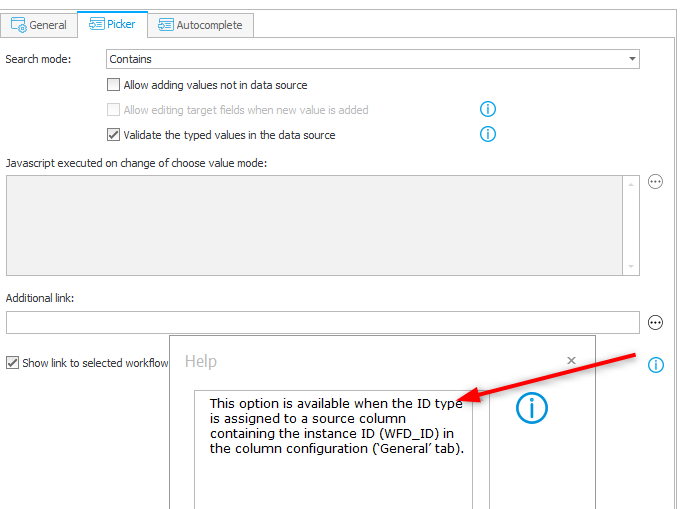 General Picker Autocomplete
Search mode: Contains
Allow adding values not in data source
Allow editing target fields when new value is added
Validate the typed values in the data source
Javascript executed on change of choose value mode:
Additional link:
Show link to selected workflow
Help
This option is available when the ID type
is assigned to a source column
containing the instance ID (WFD_ID) in
the column configuration (‘General’ tab).